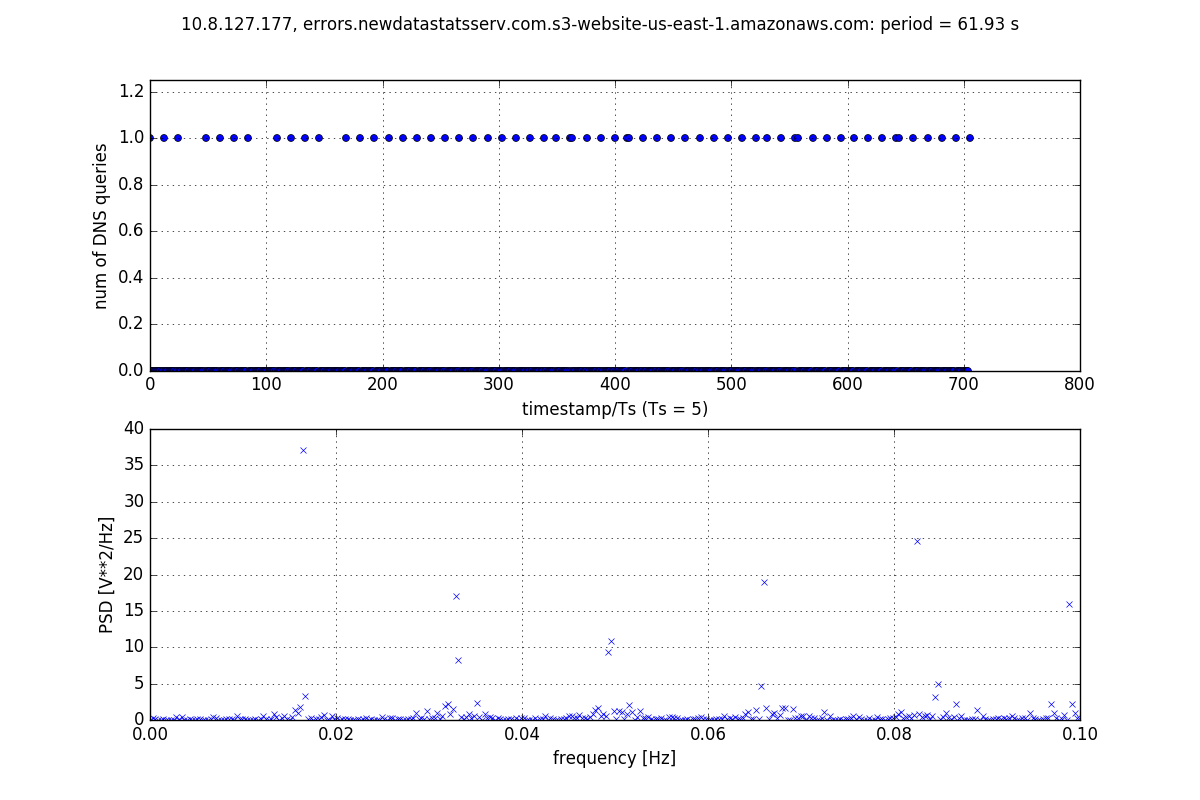 10.8.127.177, errors.newdatastatsserv.com.s3-website-us-east-1.amazonaws.com: period = 61.93 s
1.2
1.0
0.8
0.6
0.4
0.2
0.0
num of DNS queries
0 100 200 300 400 500 600 700 800
timestamp/Ts (Ts = 5)
40
35
30
25
20
15
10
5
0
PSD [V**2/Hz]
0.00 0.02 0.04 0.06 0.08 0.10
frequency [Hz]